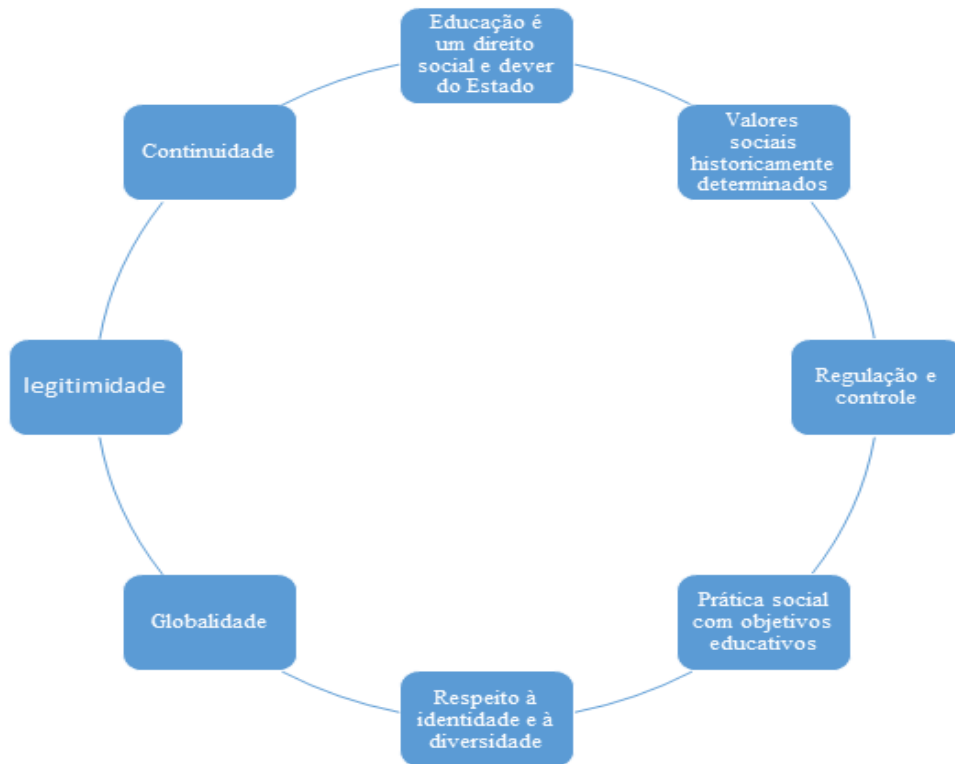 Educação é
um direito
social e dever
do Estado
Valores
sociais
historicamente
determinados
Regulação e
controle
Prática social
com objetivos
educativos
Respeito à
identidade e à
diversidade
Globalidade
legitimidade
Continuidade